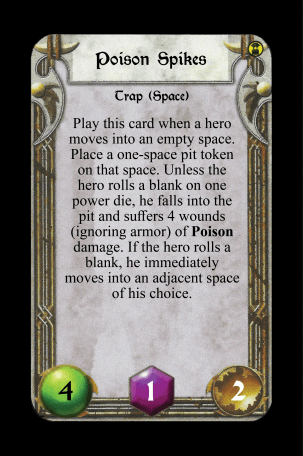 Poison Spikes
Trap (Space)
Play this card when a hero
moves into an empty space.
Place a one-space pit token
on that space. Unless the
hero rolls a blank on one
power die, he falls into the
pit and suffers 4 wounds
(ignoring armor) of Poison
damage. If the hero rolls a
blank, he immediately
moves into an adjacent space
of his choice.
4
1
2